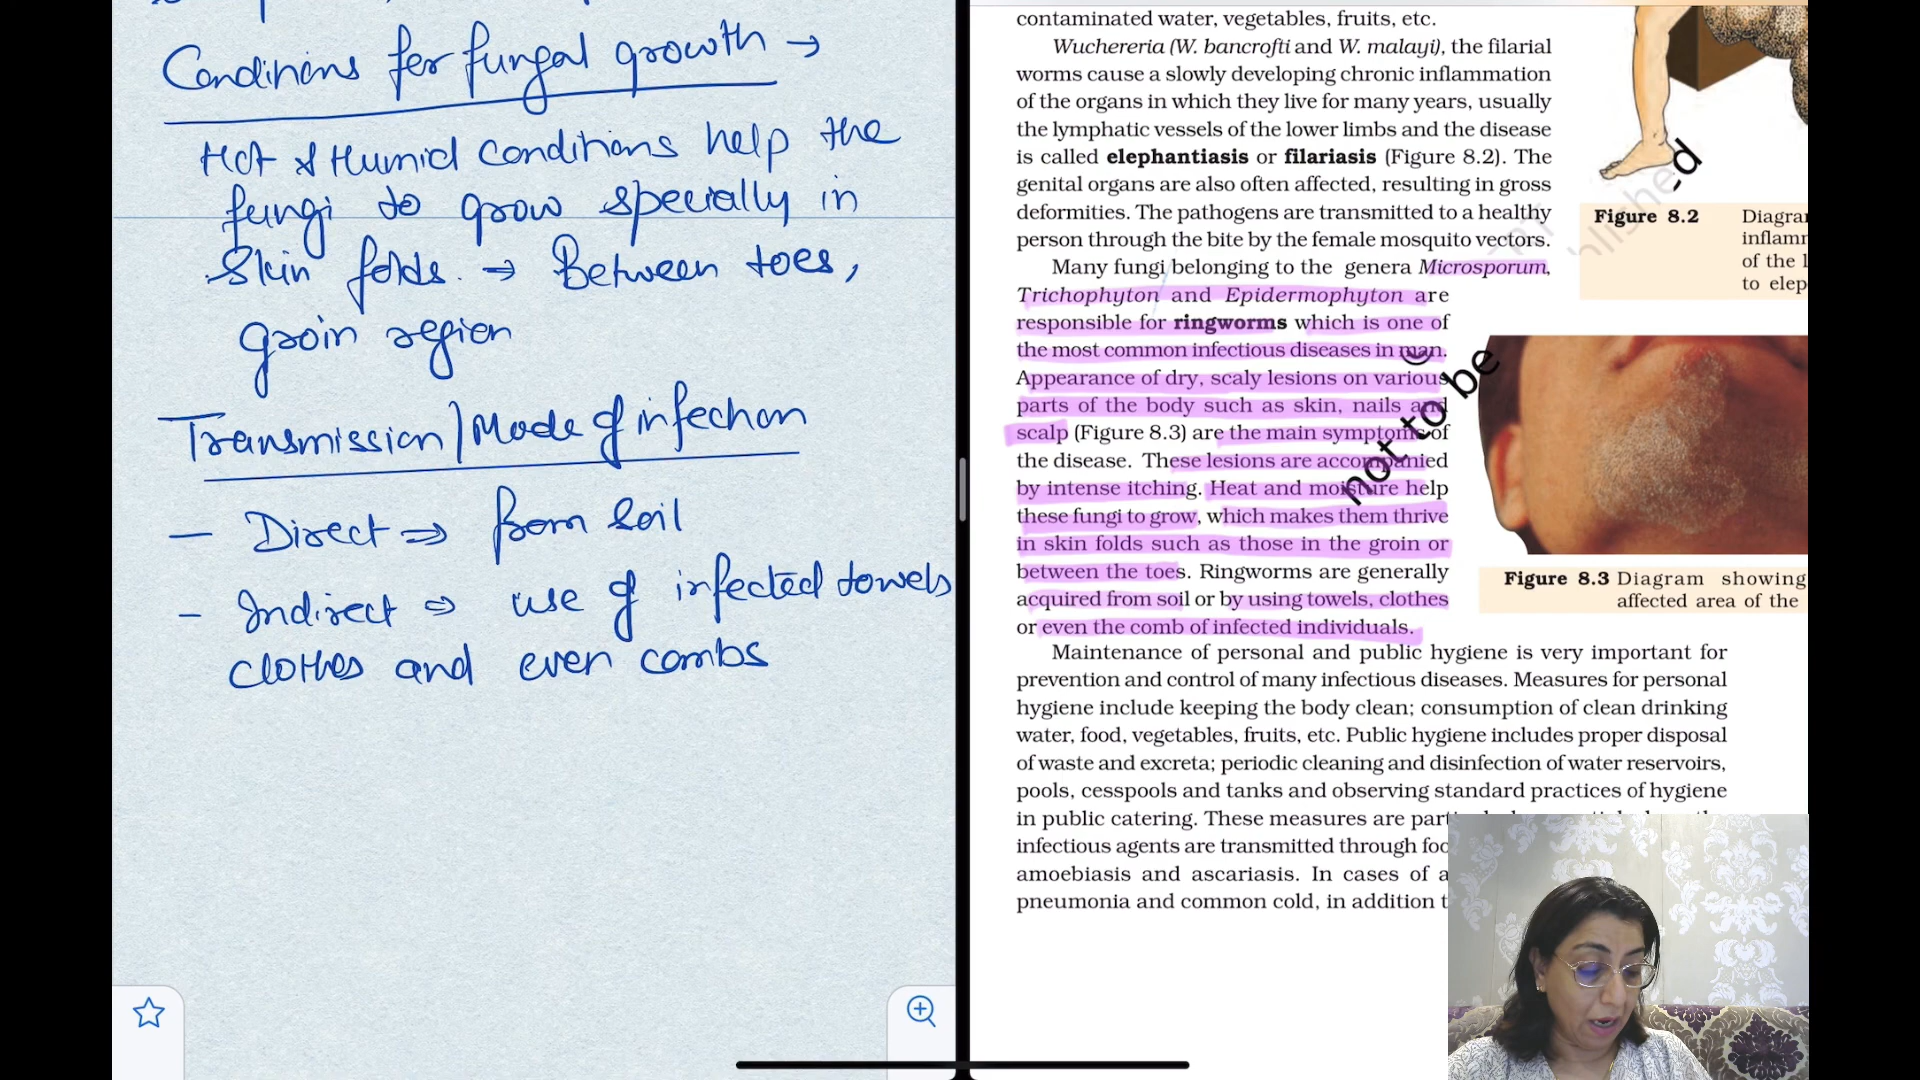 Conditions for fungal growth →
Hot & Humid conditions help the
fungi to grow specially in
Skin folds. → Between toes,
groin region
Transmission/Mode of infection
— Direct ⇒ from soil
- Indirect ⇒ use of infected towels
clothes and even combs
contaminated water, vegetables, fruits, etc.
Wuchereria (W. bancrofti and W. malayi), the filarial
worms cause a slowly developing chronic inflammation
of the organs in which they live for many years, usually
the lymphatic vessels of the lower limbs and the disease
is called elephantiasis or filariasis (Figure 8.2). The
genital organs are also often affected, resulting in gross
deformities. The pathogens are transmitted to a healthy
person through the bite by the female mosquito vectors.
Many fungi belonging to the genera Microsporum,
Trichophyton and Epidermophyton are
responsible for ringworms which is one of
the most common infectious diseases in man.
Appearance of dry, scaly lesions on various
parts of the body such as skin, nails and
scalp (Figure 8.3) are the main symptoms of
the disease. These lesions are accompanied
by intense itching. Heat and moisture help
these fungi to grow, which makes them thrive
in skin folds such as those in the groin or
between the toes. Ringworms are generally
acquired from soil or by using towels, clothes
or even the comb of infected individuals.
Maintenance of personal and public hygiene is very important for
prevention and control of many infectious diseases. Measures for personal
hygiene include keeping the body clean; consumption of clean drinking
water, food, vegetables, fruits, etc. Public hygiene includes proper disposal
of waste and excreta; periodic cleaning and disinfection of water reservoirs,
pools, cesspools and tanks and observing standard practices of hygiene
in public catering. These measures are
infectious agents are transmitted through
amoebiasis and ascariasis. In cases of
pneumonia and common cold, in addition
Figure 8.2 
inflam
of the
to elep
Figure 8.3 Diagram showing
affected area of the
not to be